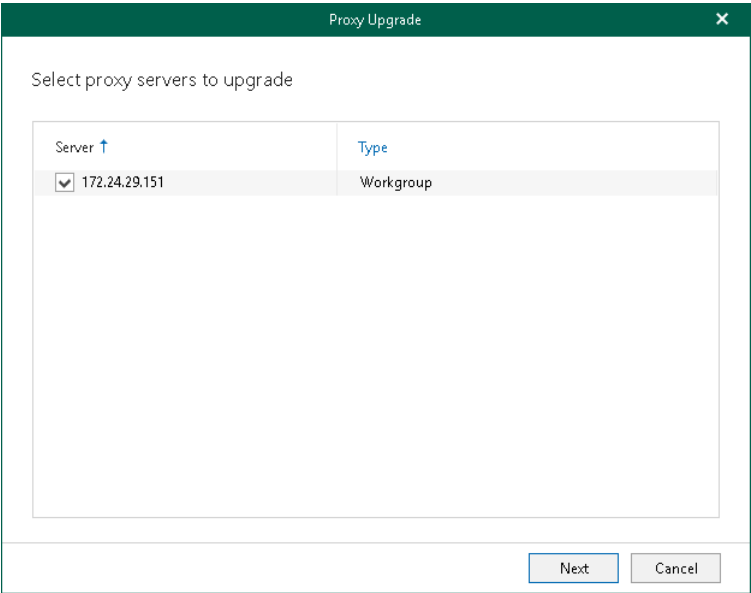 Proxy Upgrade
Select proxy servers to upgrade
Server Type
172.24.29.151 Workgroup
Next Cancel